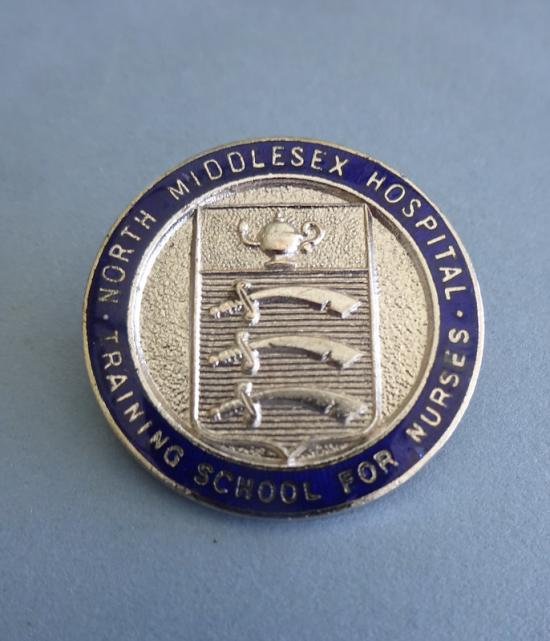 · NORTH MIDDLESEX HOSPITAL ·
TRAINING SCHOOL FOR NURSES